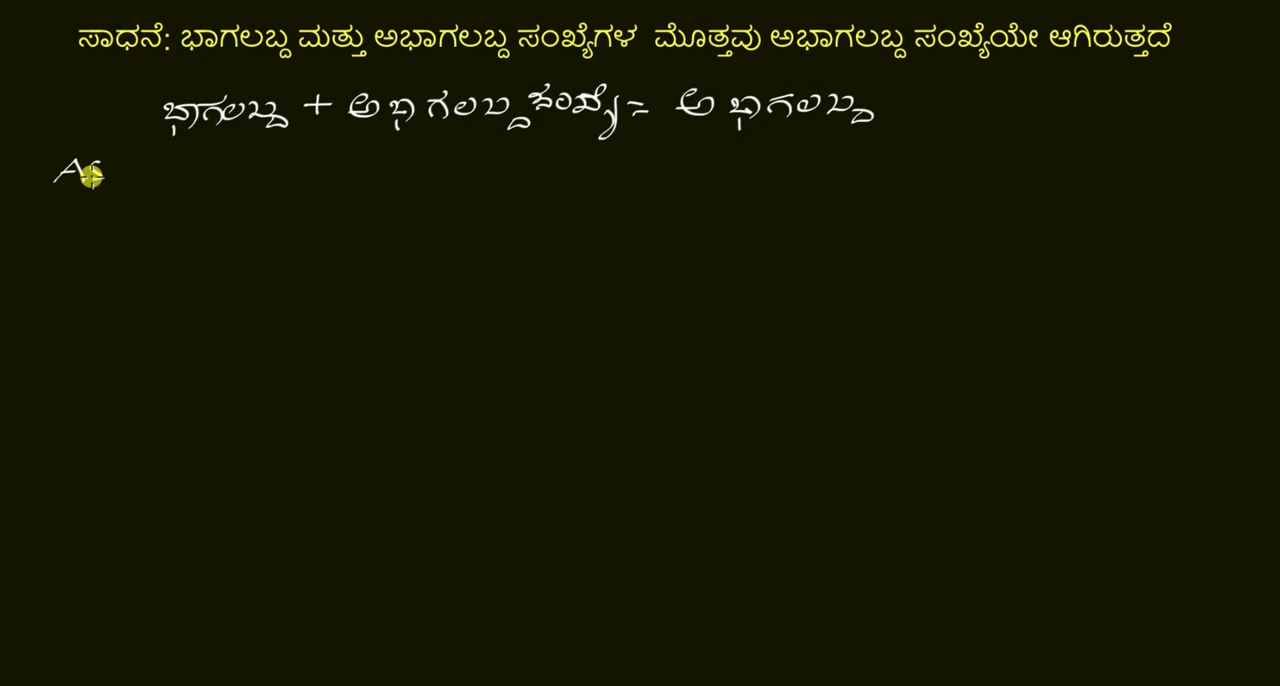 ಸಾಧನೆ: ಭಾಗಲಬ್ದ ಮತ್ತು ಅಭಾಗಲಬ್ದ ಸಂಖ್ಯೆಗಳ ಮೊತ್ತವು ಅಭಾಗಲಬ್ದ ಸಂಖ್ಯೆಯೇ ಆಗಿರುತ್ತದೆ
ಭಾಗಲಬ್ದ + ಅಭಾಗಲಬ್ದ ಸಂಖ್ಯೆ = ಅಭಾಗಲಬ್ದ